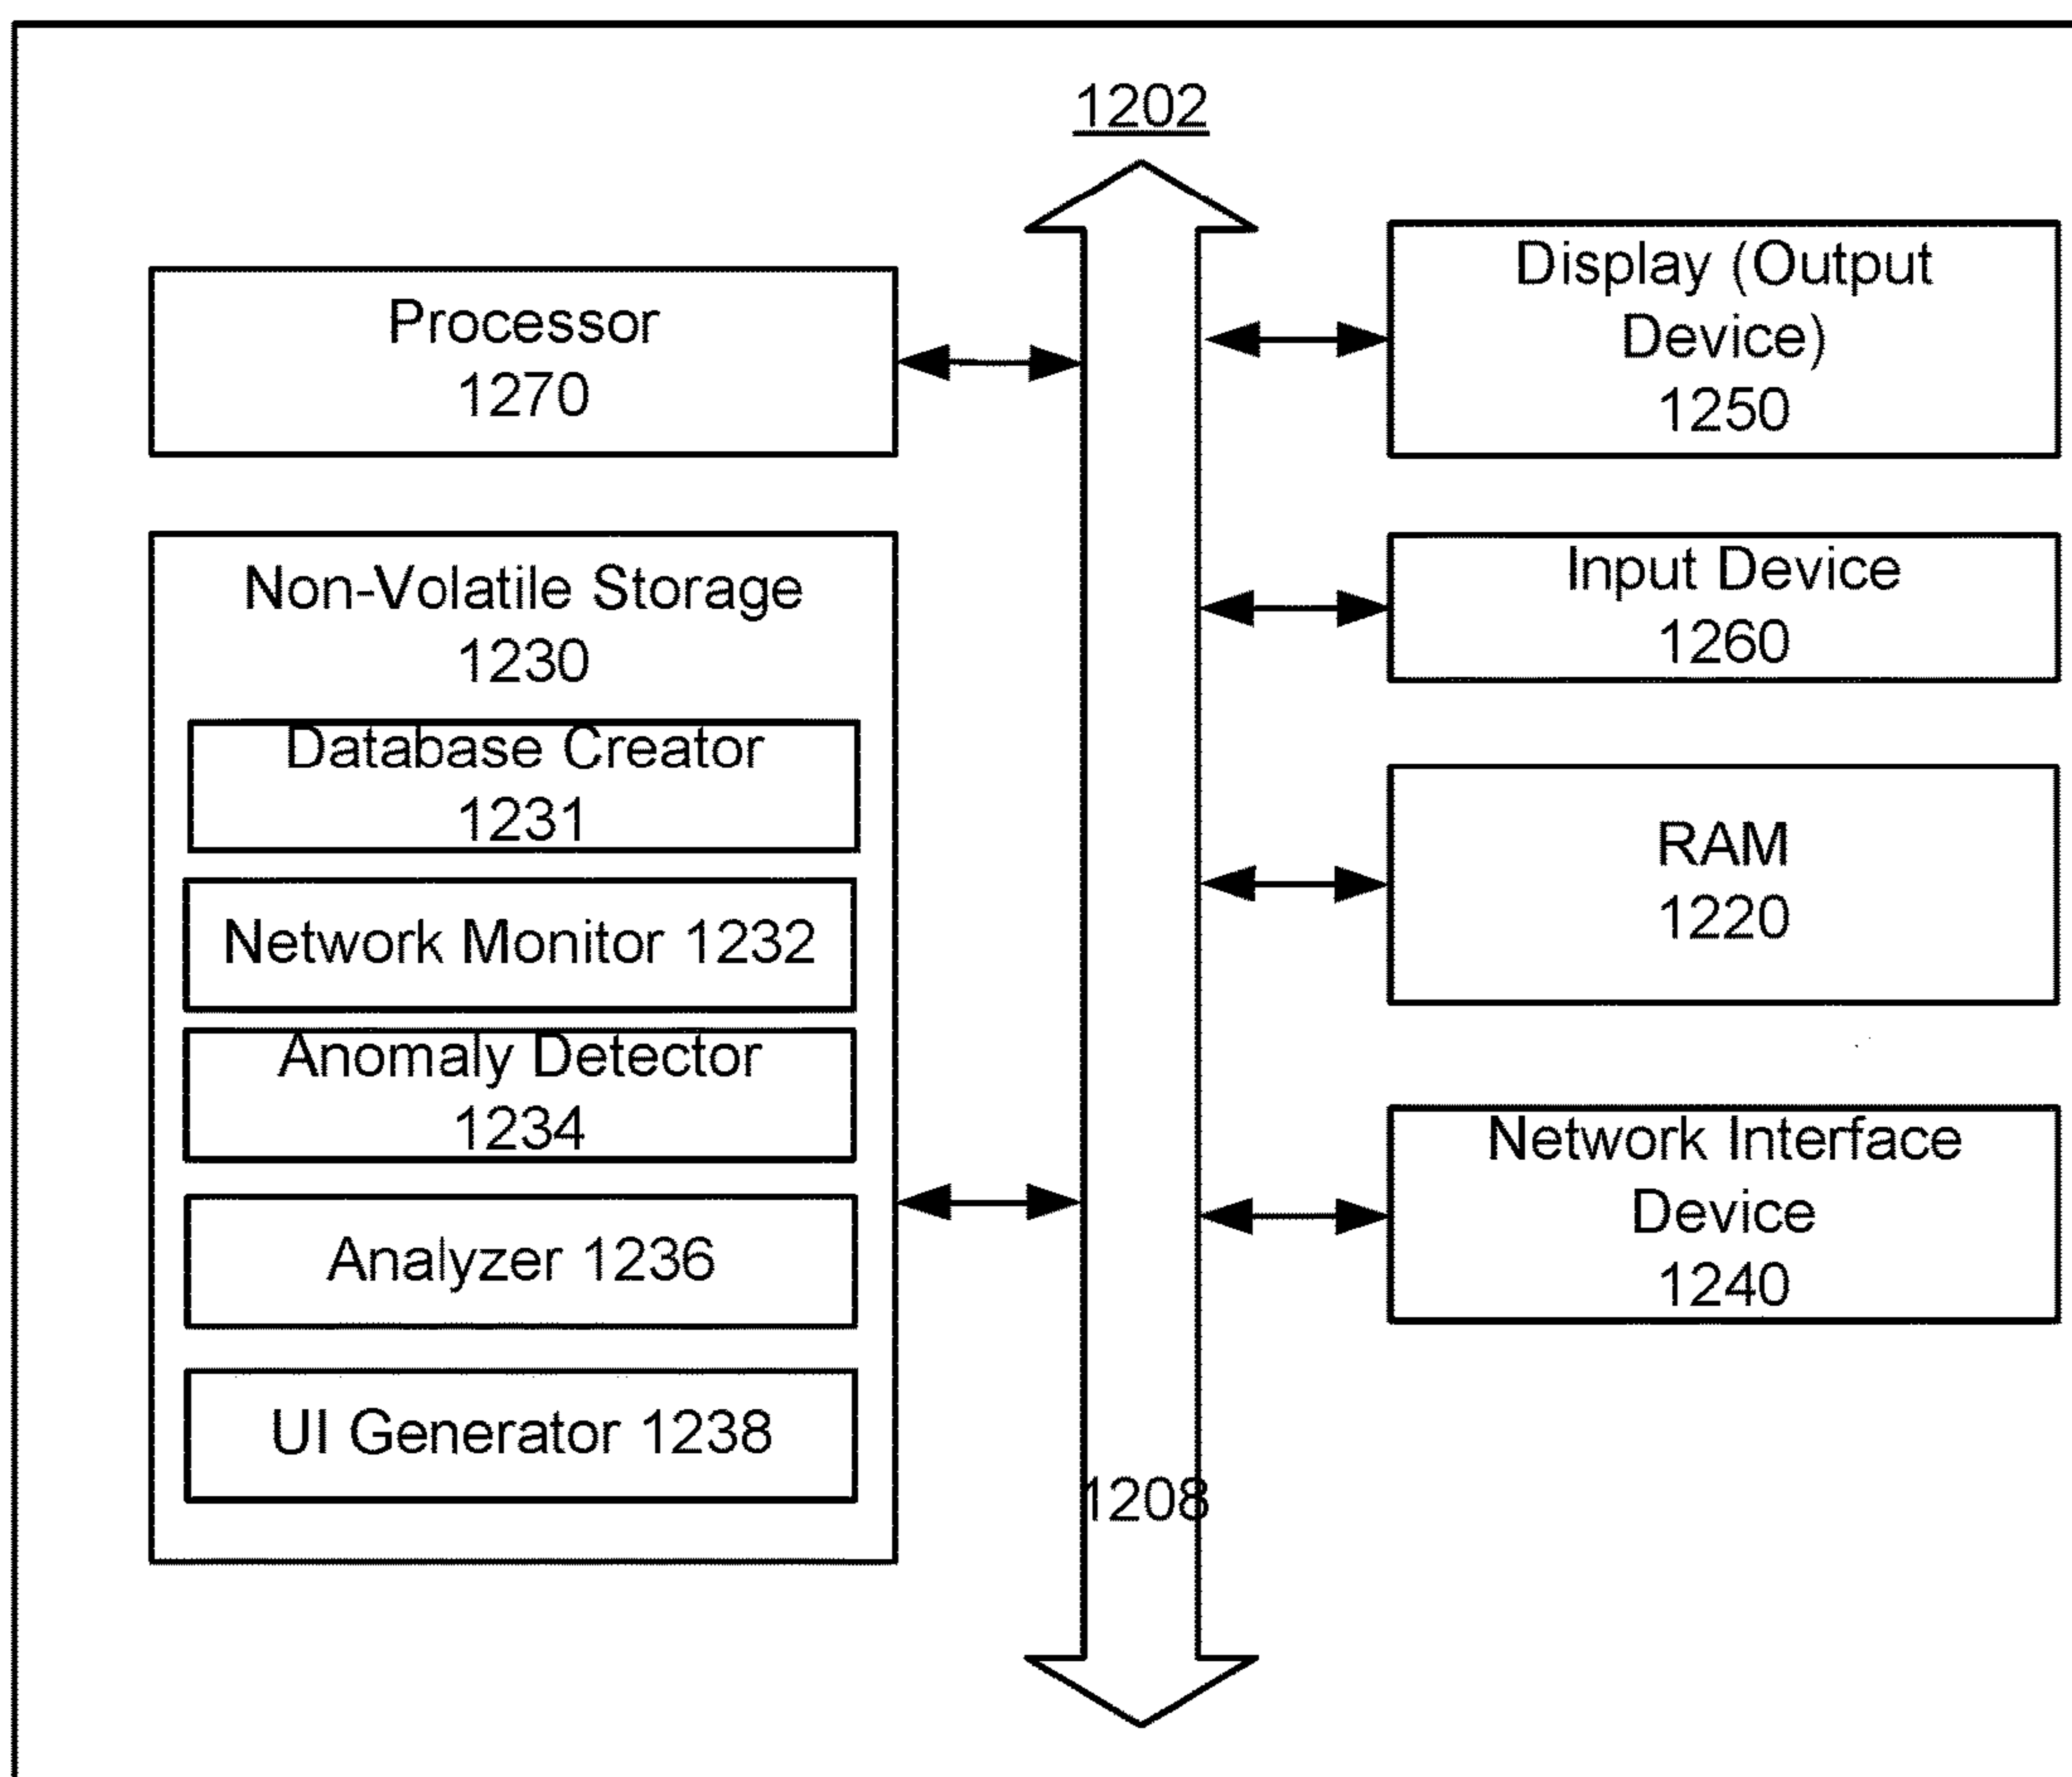 1202
Processor
1270
Non-Volatile Storage
1230
Database Creator
1231
Network Monitor 1232
Anomaly Detector
1234
Analyzer 1236
UI Generator 1238
1208
Display (Output
Device)
1250
Input Device
1260
RAM
1220
Network Interface
Device
1240